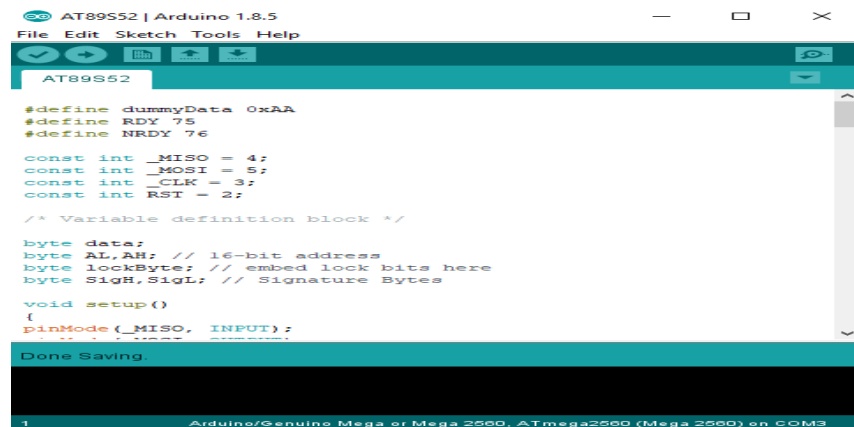 AT89S52 | Arduino 1.8.5
File Edit Sketch Tools Help
AT89S52
#define dummyData 0xAA
#define RDY 75
#define NRDY 76
const int _MISO = 4;
const int _MOSI = 5;
const int _CLK = 3;
const int RST = 2;
/* Variable definition block */
byte data;
byte AL,AH; // 16-bit address
byte lockByte; // embed lock bits here
byte SigH,SigL; // Signature Bytes
void setup()
{
pinMode(_MISO, INPUT);
Done Saving.
1 Arduino/Genuino Mega or Mega 2560, ATmega2560 (Mega 2560) on COM3